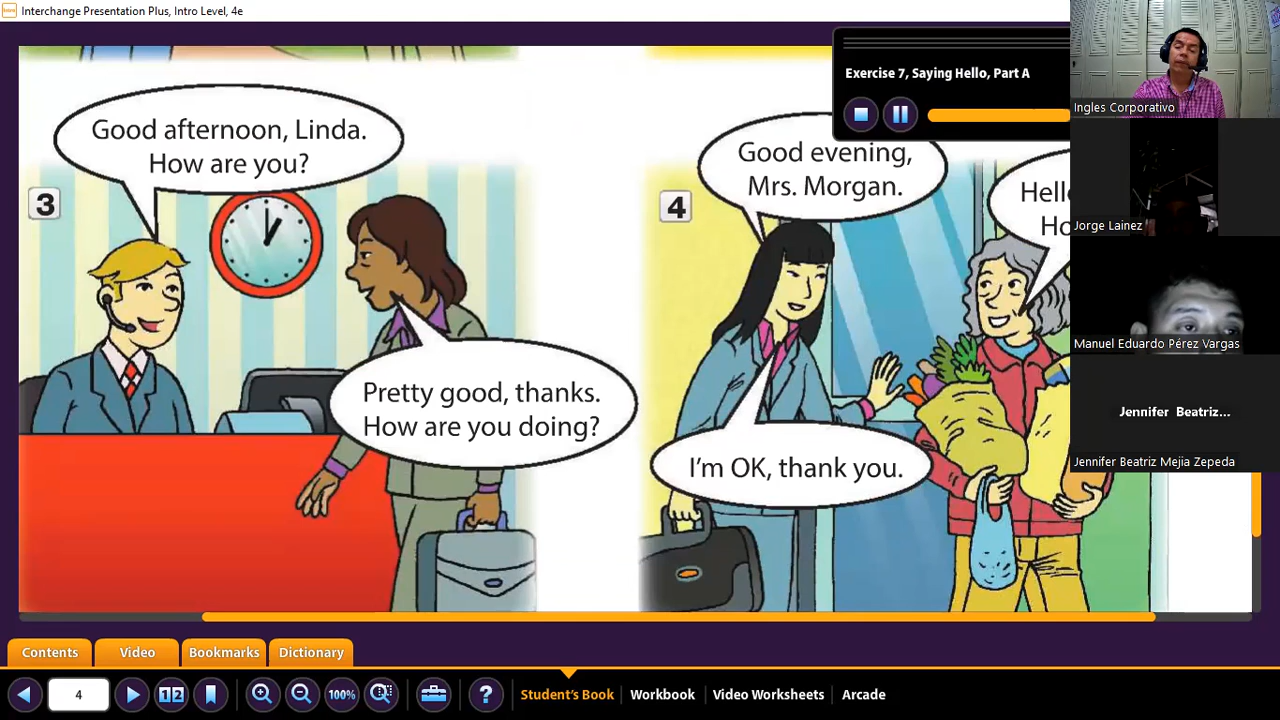 Interchange Presentation Plus, Intro Level, 4e
Exercise 7, Saying Hello, Part A
Good afternoon, Linda.
How are you?
3
Pretty good, thanks.
How are you doing?
4
Good evening,
Mrs. Morgan.
I'm OK, thank you.
Ingles Corporativo
Jorge Lainez
Manuel Eduardo Pérez Vargas
Jennifer Beatriz...
Jennifer Beatriz Mejia Zepeda
Contents
Video
Bookmarks
Dictionary
4
1 2
100%
?
Student's Book
Workbook
Video Worksheets
Arcade